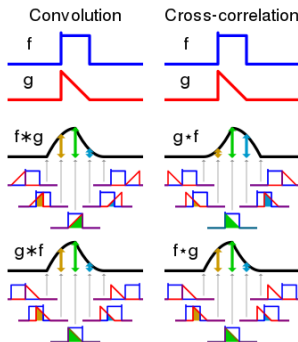 Convolution
Cross-correlation
f
f
g
g
f∗g
g⋆f
g∗f
f⋆g